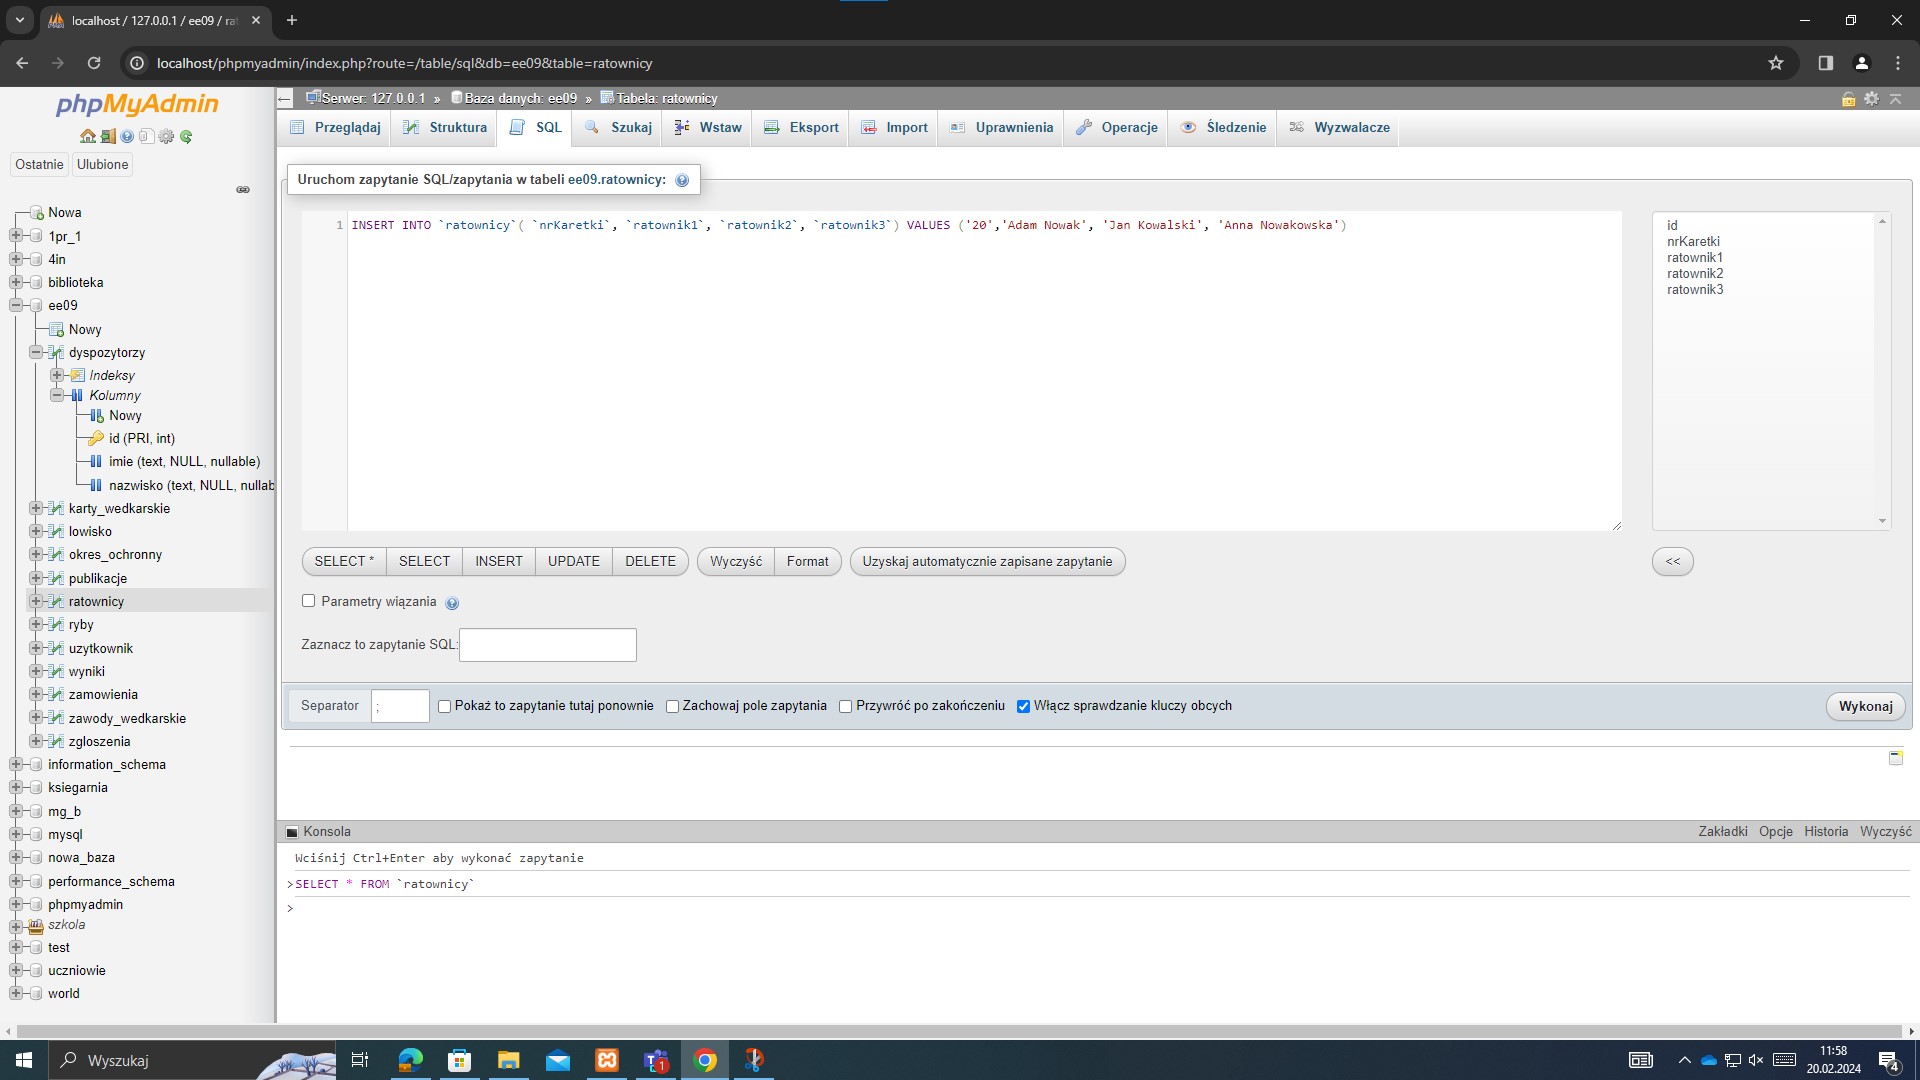 localhost / 127.0.0.1 / ee09 / ra
localhost/phpmyadmin/index.php?route=/table/sql&db=ee09&table=ratownicy
phpMyAdmin
Ostatnie
Ulubione
Nowa
1pr_1
4in
biblioteka
ee09
Nowy
dyspozytorzy
Indeksy
Kolumny
Nowy
id (PRI, int)
imie (text, NULL, nullable)
nazwisko (text, NULL, nullab
karty_wedkarskie
lowisko
okres_ochronny
publikacje
ratownicy
ryby
uzytkownik
wyniki
zamowienia
zawody_wedkarskie
zgloszenia
information_schema
ksiegarnia
mg_b
mysql
nowa_baza
performance_schema
phpmyadmin
szkola
test
uczniowie
world
Serwer: 127.0.0.1 » Baza danych: ee09 » Tabela: ratownicy
Przeglądaj Struktura SQL Szukaj Wstaw Eksport Import Uprawnienia Operacje Śledzenie Wyzwalacze
Uruchom zapytanie SQL/zapytania w tabeli ee09.ratownicy:
1 INSERT INTO `ratownicy`( `nrKaretki`, `ratownik1`, `ratownik2`, `ratownik3`) VALUES ('20','Adam Nowak', 'Jan Kowalski', 'Anna Nowakowska')
id
nrKaretki
ratownik1
ratownik2
ratownik3
SELECT * SELECT INSERT UPDATE DELETE Wyczyść Format Uzyskaj automatycznie zapisane zapytanie <<
Parametry wiązania
Zaznacz to zapytanie SQL:
Separator ; Pokaż to zapytanie tutaj ponownie Zachowaj pole zapytania Przywróć po zakończeniu Włącz sprawdzanie kluczy obcych Wykonaj
Konsola Zakładki Opcje Historia Wyczyść
Wciśnij Ctrl+Enter aby wykonać zapytanie
>SELECT * FROM `ratownicy`
>
Wyszukaj
1
11:58
20.02.2024
4